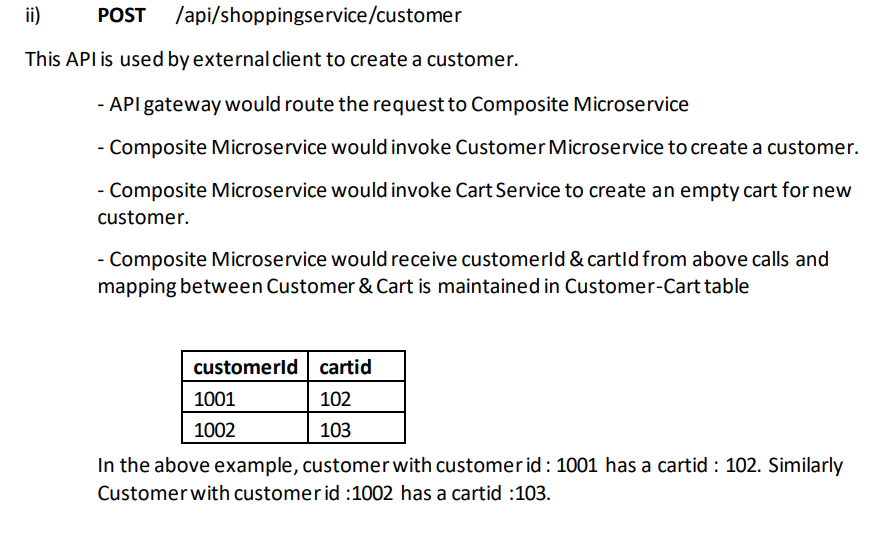 ii) POST /api/shoppingservice/customer
This API is used by external client to create a customer.
- API gateway would route the request to Composite Microservice
- Composite Microservice would invoke Customer Microservice to create a customer.
- Composite Microservice would invoke Cart Service to create an empty cart for new
customer.
- Composite Microservice would receive customerId & cartId from above calls and
mapping between Customer & Cart is maintained in Customer-Cart table
customerId cartid
1001 102
1002 103
In the above example, customer with customer id : 1001 has a cartid : 102. Similarly
Customer with customer id :1002 has a cartid :103.